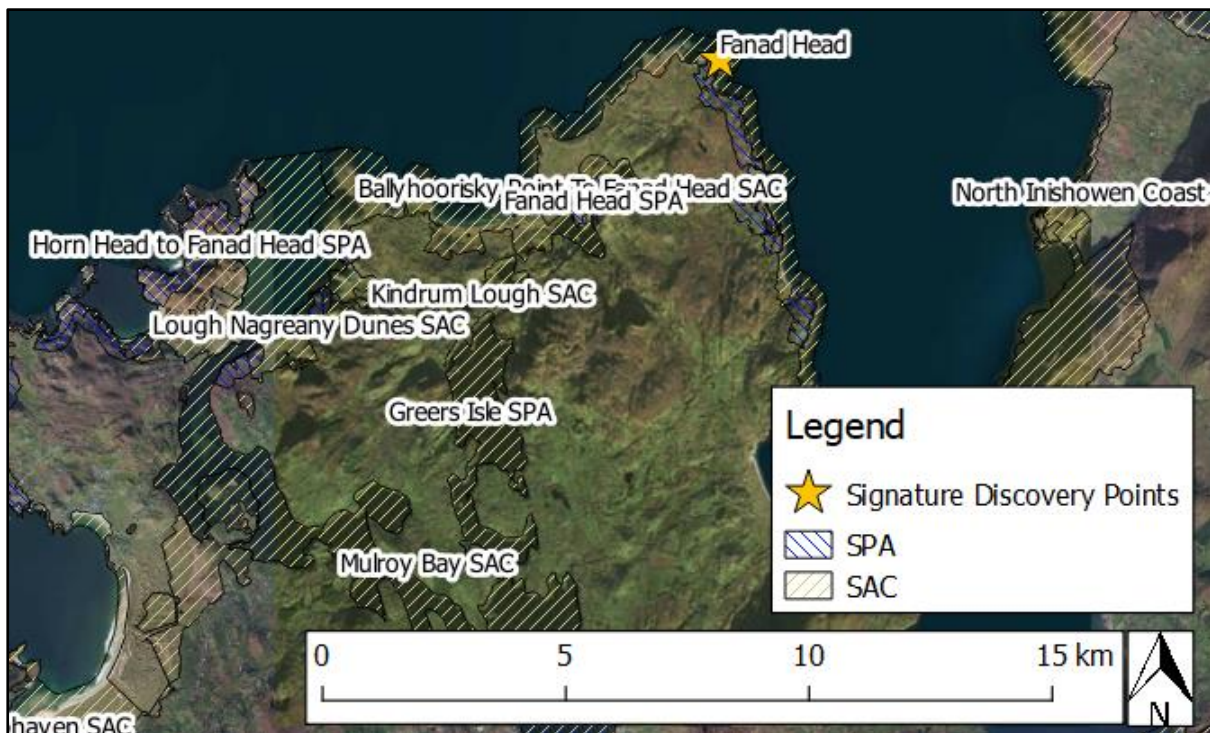 Fanad Head
Ballyhoorisky Point To Fanad Head SAC
Fanad Head SPA
North Inishowen Coast
Horn Head to Fanad Head SPA
Kindrum Lough SAC
Lough Nagreany Dunes SAC
Greers Isle SPA
Mulroy Bay SAC
haven SAC
Legend
Signature Discovery Points
SPA
SAC
0 5 10 15 km
N